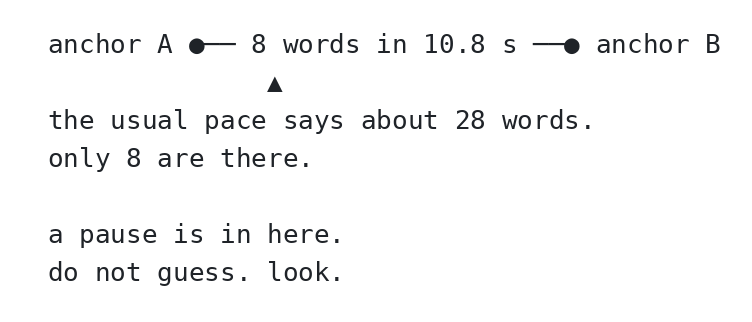 anchor A ●── 8 words in 10.8 s ──● anchor B
▲
the usual pace says about 28 words.
only 8 are there.
a pause is in here.
do not guess. look.